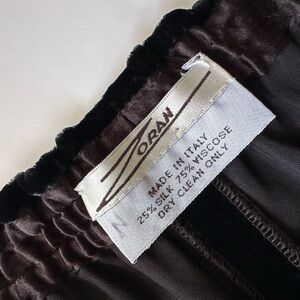 ZORAN
MADE IN ITALY
25% SILK 75% VISCOSE
DRY CLEAN ONLY